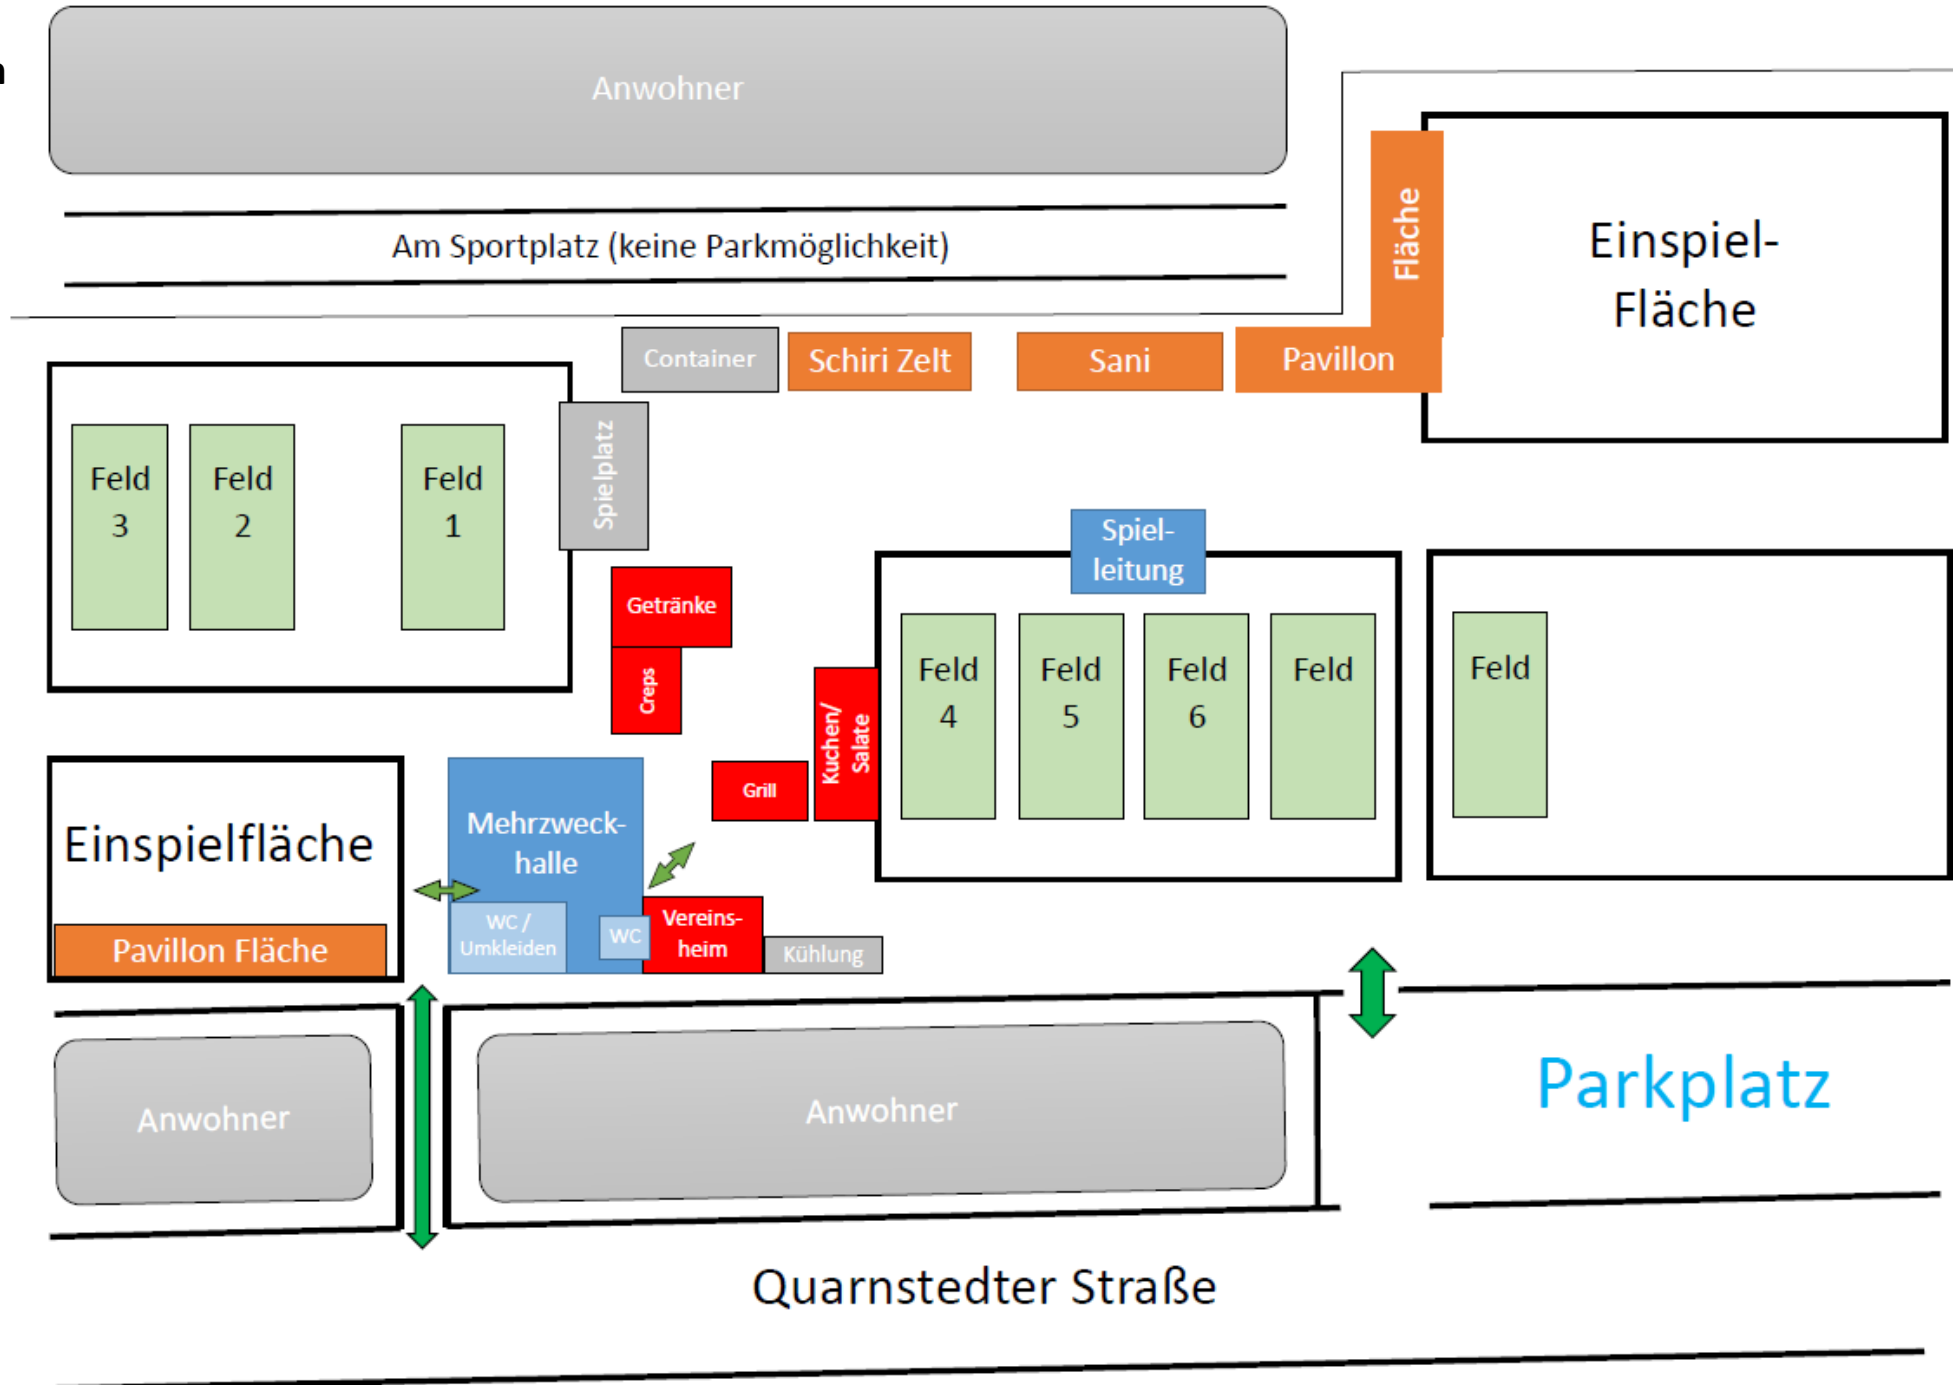 Anwohner
Am Sportplatz (keine Parkmöglichkeit)
Fläche
Einspiel-
Fläche
Container
Schiri Zelt
Sani
Pavillon
Spielplatz
Feld
3
Feld
2
Feld
1
Spiel-
leitung
Getränke
Creps
Kuchen/
Salate
Grill
Feld
4
Feld
5
Feld
6
Feld
Feld
Einspielfläche
Pavillon Fläche
Mehrzweck-
halle
WC /
Umkleiden
WC
Vereins-
heim
Kühlung
Anwohner
Anwohner
Parkplatz
Quarnstedter Straße